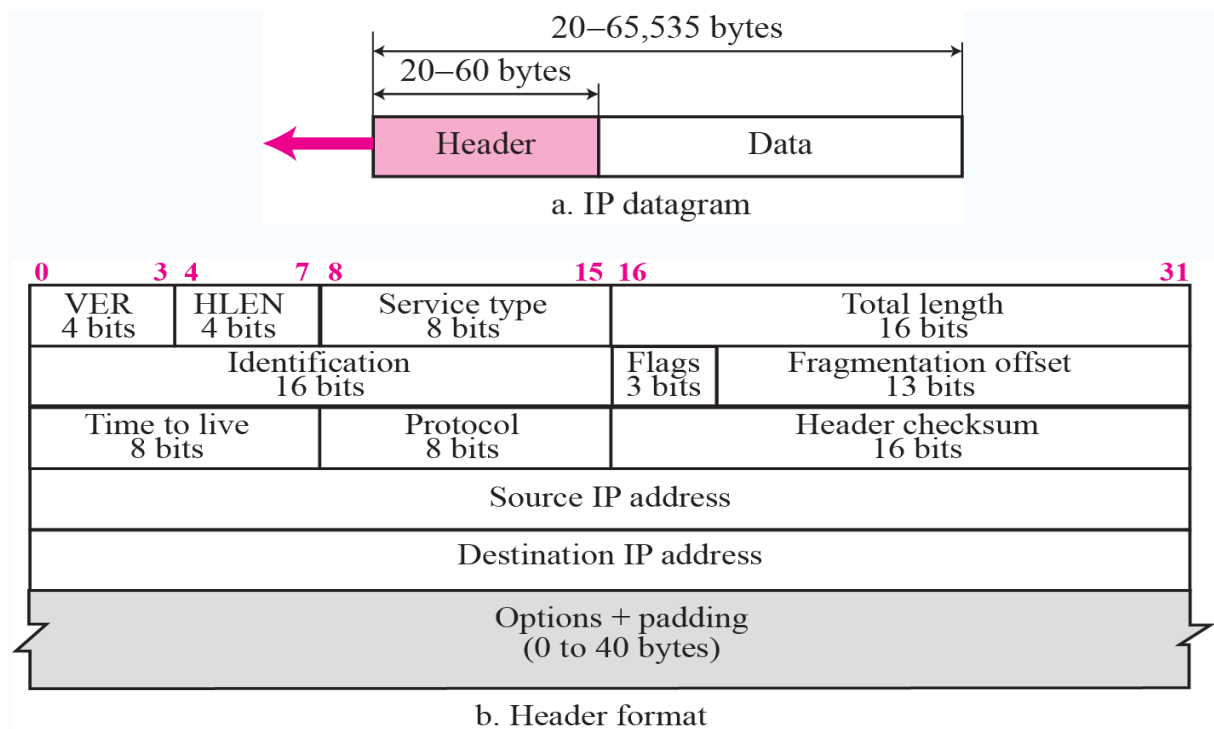 20–65,535 bytes
20–60 bytes
Header Data
a. IP datagram
0 3 4 7 8 15 16 31
VER HLEN Service type Total length
4 bits 4 bits 8 bits 16 bits
Identification Flags Fragmentation offset
16 bits 3 bits 13 bits
Time to live Protocol Header checksum
8 bits 8 bits 16 bits
Source IP address
Destination IP address
Options + padding
(0 to 40 bytes)
b. Header format